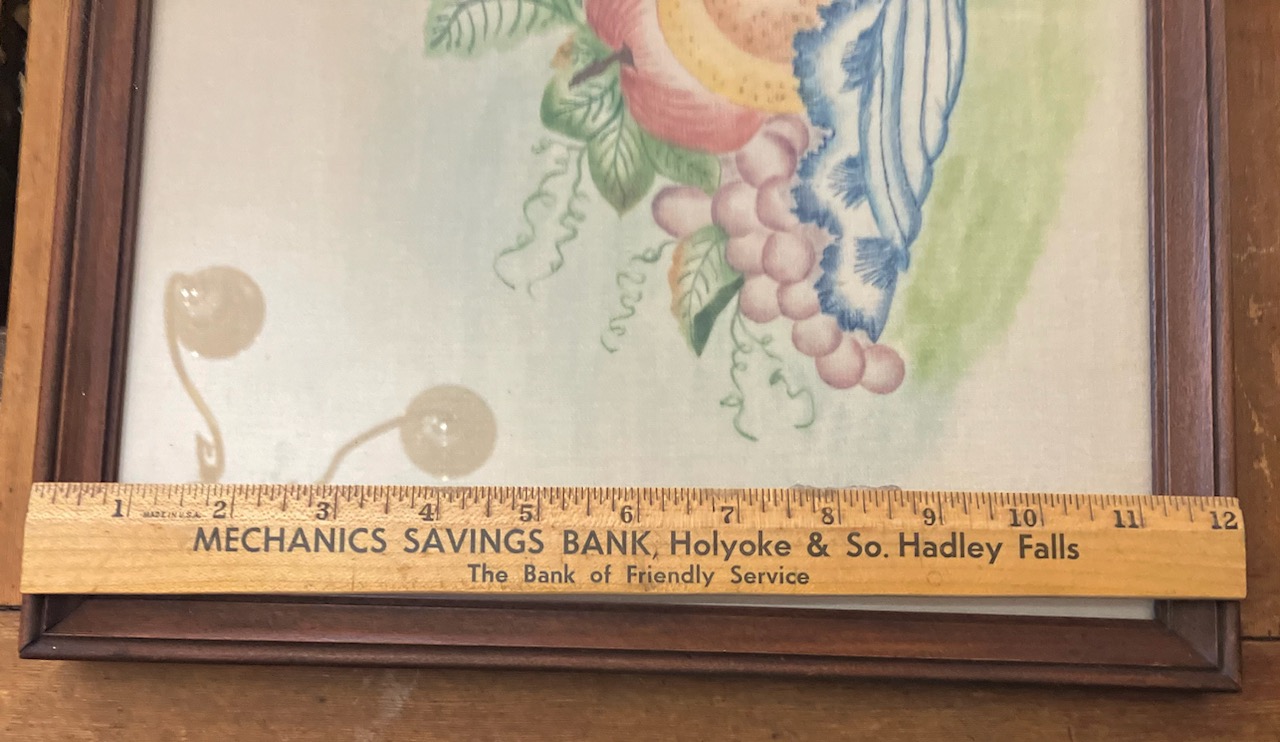 1 MADE IN U.S.A. 2 3 4 5 6 7 8 9 10 11 12
MECHANICS SAVINGS BANK, Holyoke & So. Hadley Falls
The Bank of Friendly Service